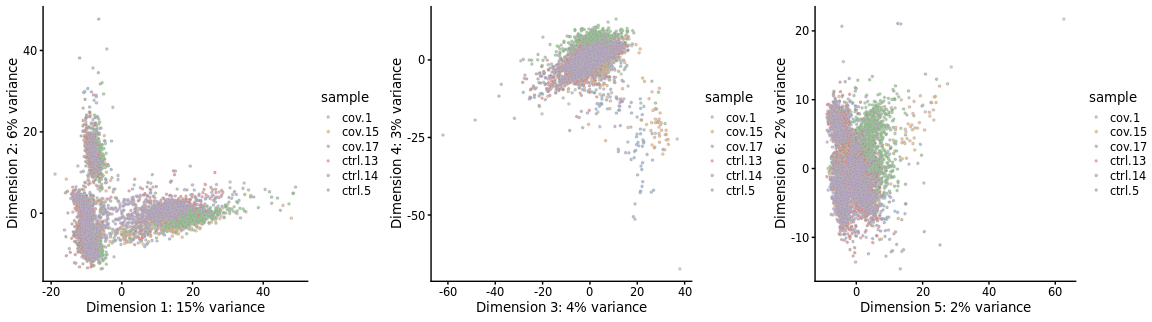 Dimension 2: 6% variance
40
20
0
-20
0
20
40
Dimension 1: 15% variance
sample
cov.1
cov.15
cov.17
ctrl.13
ctrl.14
ctrl.5
Dimension 4: 3% variance
0
-25
-50
-60
-40
-20
0
20
40
Dimension 3: 4% variance
sample
cov.1
cov.15
cov.17
ctrl.13
ctrl.14
ctrl.5
Dimension 6: 2% variance
20
10
0
-10
0
20
40
60
Dimension 5: 2% variance
sample
cov.1
cov.15
cov.17
ctrl.13
ctrl.14
ctrl.5